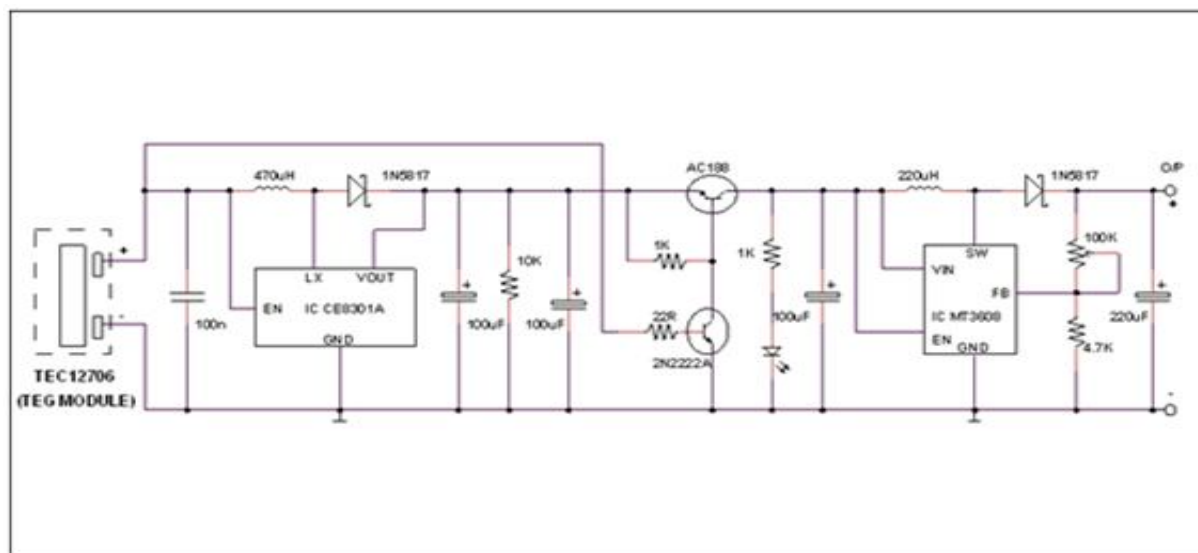 AC188
O/P
470uH
1N5817
220uH
1N5817
+
+
1K
1K
100K
10K
SW
LX
VOUT
VIN
FB
EN
IC CE8301A
+
+
+
+
IC MT3608
100n
100uF
100uF
22R
100uF
220uF
-
EN
GND
2N2222A
GND
4.7K
TEC12706
(TEG MODULE)
-